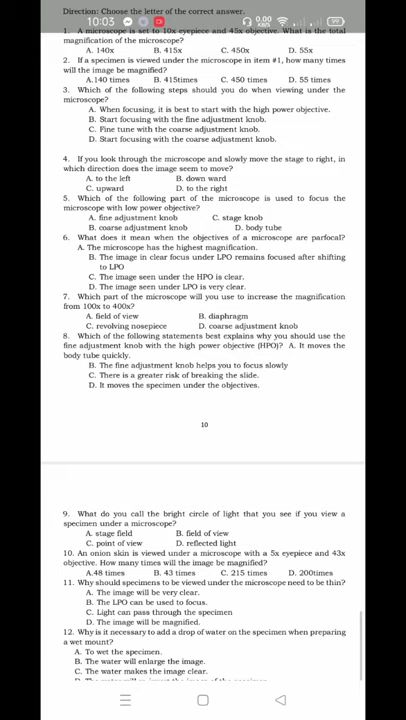 Direction: Choose the letter of the correct answer.
10:03 0.00 KB/S 99
1. A microscope is set to 10x eyepiece and 45x objective. What is the total
magnification of the microscope?
A. 140x B. 415x C. 450x D. 55x
2. If a specimen is viewed under the microscope in item #1, how many times
will the image be magnified?
A.140 times B. 415times C. 450 times D. 55 times
3. Which of the following steps should you do when viewing under the
microscope?
A. When focusing, it is best to start with the high power objective.
B. Start focusing with the fine adjustment knob.
C. Fine tune with the coarse adjustment knob.
D. Start focusing with the coarse adjustment knob.
4. If you look through the microscope and slowly move the stage to right, in
which direction does the image seem to move?
A. to the left B. down ward
C. upward D. to the right
5. Which of the following part of the microscope is used to focus the
microscope with low power objective?
A. fine adjustment knob C. stage knob
B. coarse adjustment knob D. body tube
6. What does it mean when the objectives of a microscope are parfocal?
A. The microscope has the highest magnification.
B. The image in clear focus under LPO remains focused after shifting
to LPO
C. The image seen under the HPO is clear.
D. The image seen under LPO is very clear.
7. Which part of the microscope will you use to increase the magnification
from 100x to 400x?
A. field of view B. diaphragm
C. revolving nosepiece D. coarse adjustment knob
8. Which of the following statements best explains why you should use the
fine adjustment knob with the high power objective (HPO)? A. It moves the
body tube quickly.
B. The fine adjustment knob helps you to focus slowly
C. There is a greater risk of breaking the slide.
D. It moves the specimen under the objectives.
10
9. What do you call the bright circle of light that you see if you view a
specimen under a microscope?
A. stage field B. field of view
C. point of view D. reflected light
10. An onion skin is viewed under a microscope with a 5x eyepiece and 43x
objective. How many times will the image be magnified?
A.48 times B. 43 times C. 215 times D. 200times
11. Why should specimens to be viewed under the microscope need to be thin?
A. The image will be very clear.
B. The LPO can be used to focus.
C. Light can pass through the specimen
D. The image will be magnified.
12. Why is it necessary to add a drop of water on the specimen when preparing
a wet mount?
A. To wet the specimen.
B. The water will enlarge the image.
C. The water makes the image clear.